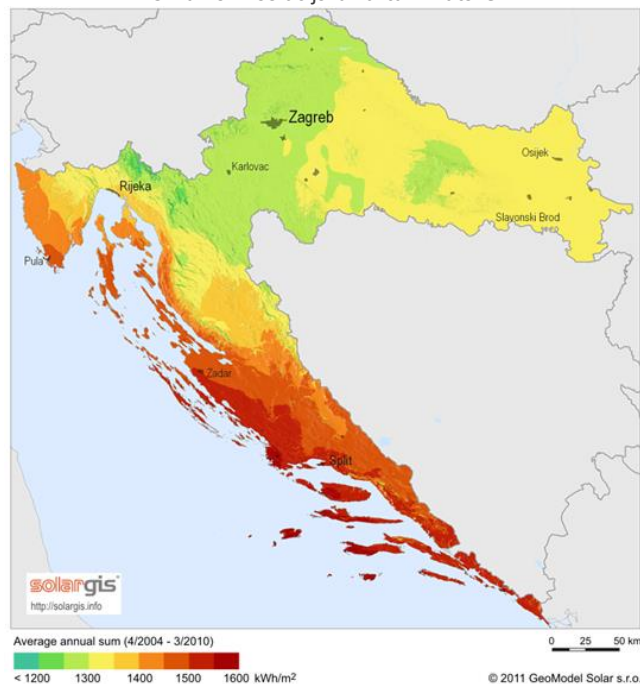 Zagreb
Karlovac
Osijek
Rijeka
Slavonski Brod
Pula
Zadar
Split
solargis
http://solargis.info
Average annual sum (4/2004 - 3/2010)
0 25 50 km
< 1200 1300 1400 1500 1600 kWh/m²
© 2011 GeoModel Solar s.r.o.